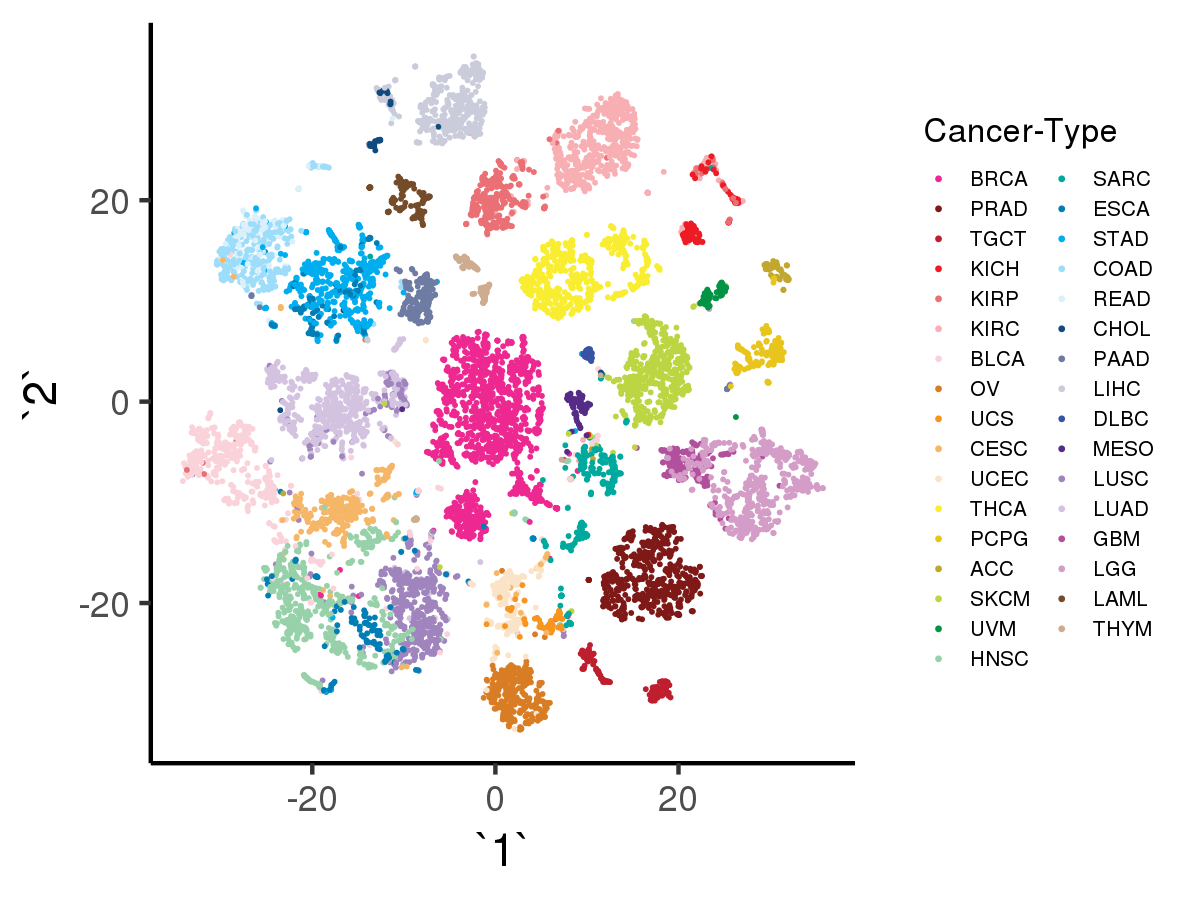 Cancer-Type
BRCA SARC
PRAD ESCA
TGCT STAD
KICH COAD
KIRP READ
KIRC CHOL
BLCA PAAD
OV LIHC
UCS DLBC
CESC MESO
UCEC LUSC
THCA LUAD
PCPG GBM
ACC LGG
SKCM LAML
UVM THYM
HNSC
20
0
-20
`2`
-20 0 20
`1`